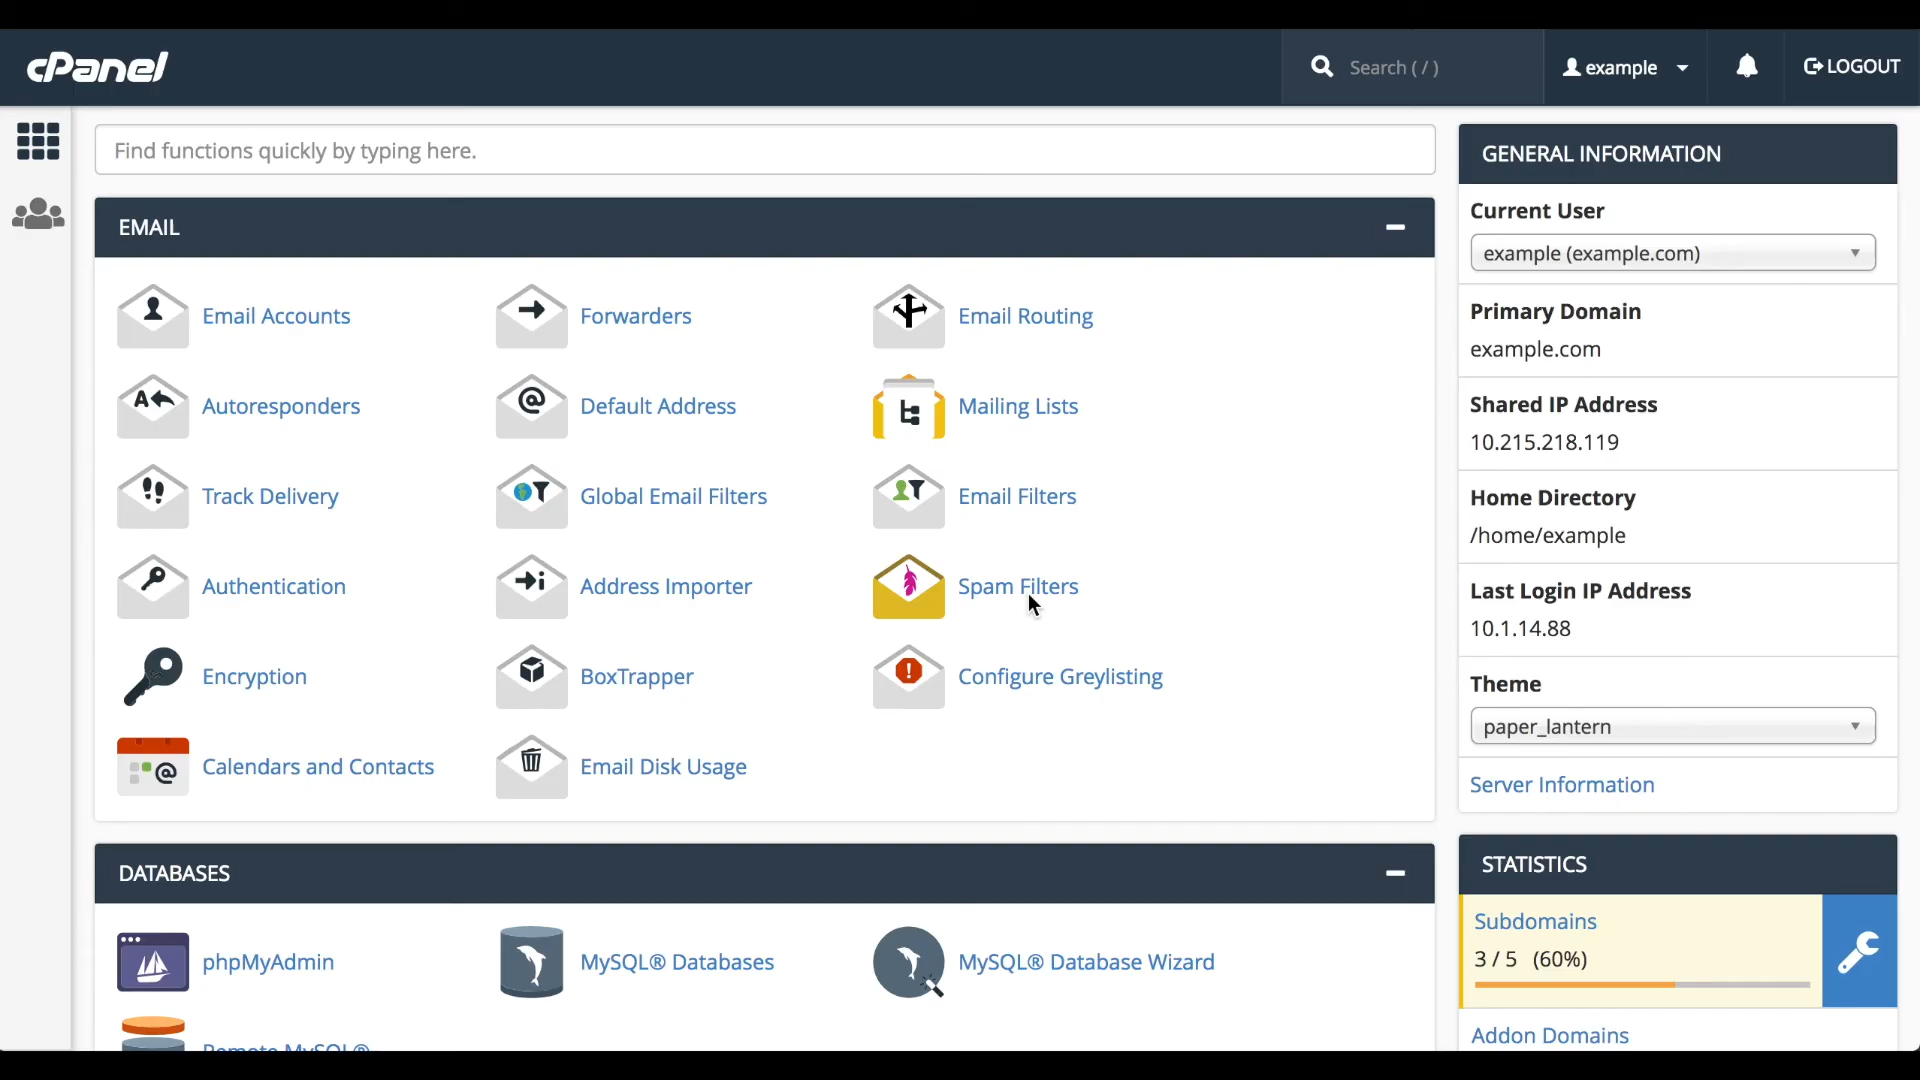 cPanel
Search ( / )
example
LOGOUT
Find functions quickly by typing here.
EMAIL
Email Accounts
Forwarders
Email Routing
Autoresponders
Default Address
Mailing Lists
Track Delivery
Global Email Filters
Email Filters
Authentication
Address Importer
Spam Filters
Encryption
BoxTrapper
Configure Greylisting
Calendars and Contacts
Email Disk Usage
DATABASES
phpMyAdmin
MySQL® Databases
MySQL® Database Wizard
Remote MySQL®
GENERAL INFORMATION
Current User
example (example.com)
Primary Domain
example.com
Shared IP Address
10.215.218.119
Home Directory
/home/example
Last Login IP Address
10.1.14.88
Theme
paper_lantern
Server Information
STATISTICS
Subdomains
3 / 5 (60%)
Addon Domains